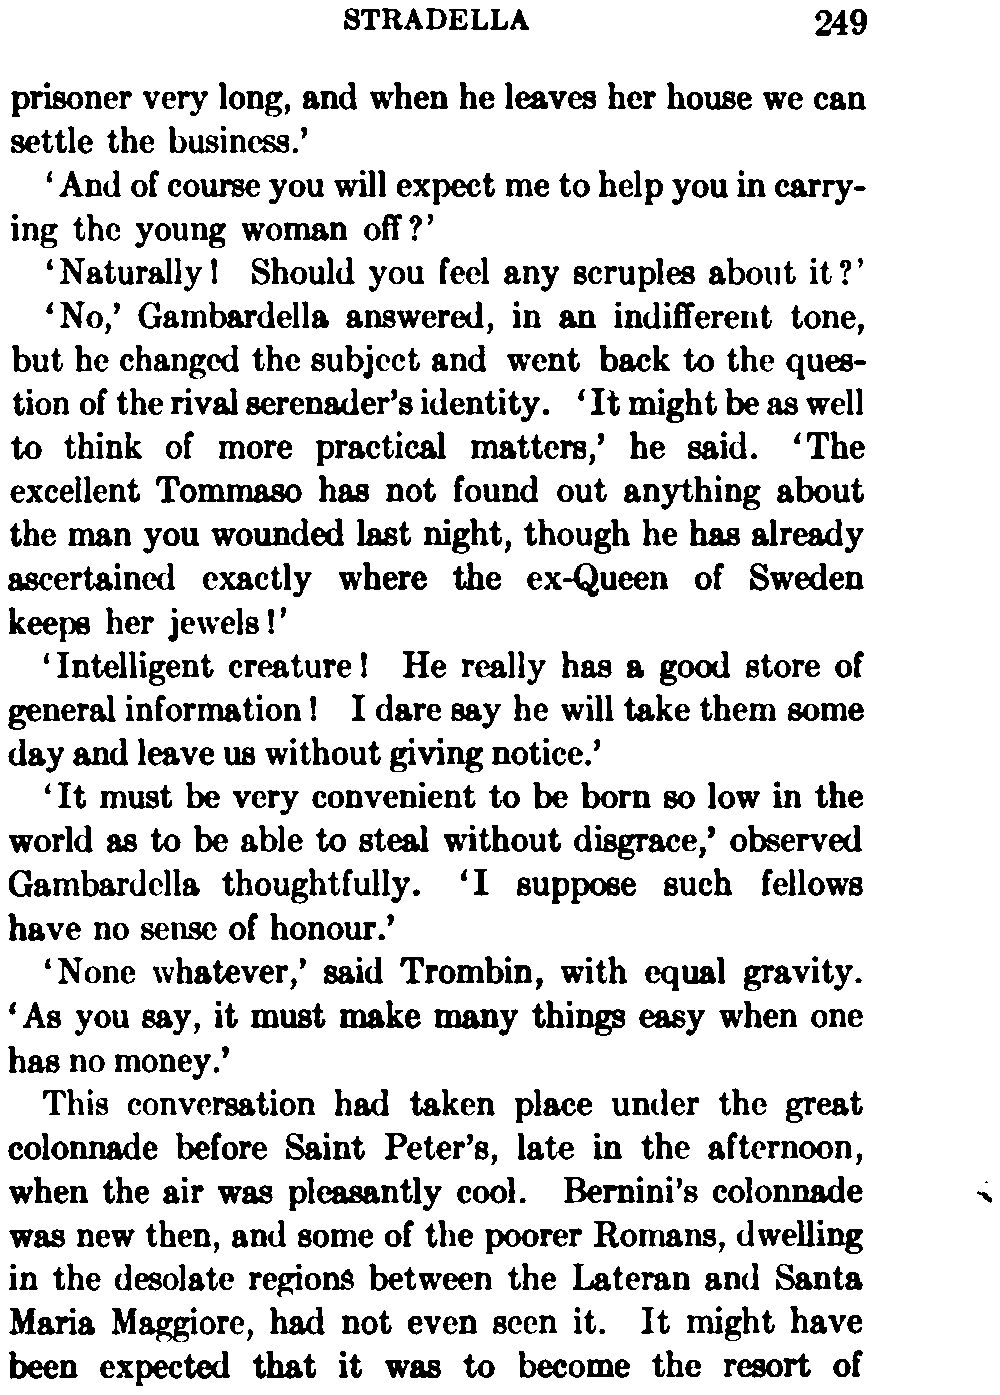 STRADELLA 249
prisoner very long, and when he leaves her house we can
settle the business.'
'And of course you will expect me to help you in carry-
ing the young woman off?'
'Naturally! Should you feel any scruples about it?'
'No,' Gambardella answered, in an indifferent tone,
but he changed the subject and went back to the ques-
tion of the rival serenader's identity. 'It might be as well
to think of more practical matters,' he said. 'The
excellent Tommaso has not found out anything about
the man you wounded last night, though he has already
ascertained exactly where the ex-Queen of Sweden
keeps her jewels!'
'Intelligent creature! He really has a good store of
general information! I dare say he will take them some
day and leave us without giving notice.'
'It must be very convenient to be born so low in the
world as to be able to steal without disgrace,' observed
Gambardella thoughtfully. 'I suppose such fellows
have no sense of honour.'
'None whatever,' said Trombin, with equal gravity.
'As you say, it must make many things easy when one
has no money.'
This conversation had taken place under the great
colonnade before Saint Peter's, late in the afternoon,
when the air was pleasantly cool. Bernini's colonnade
was new then, and some of the poorer Romans, dwelling
in the desolate regions between the Lateran and Santa
Maria Maggiore, had not even seen it. It might have
been expected that it was to become the resort of